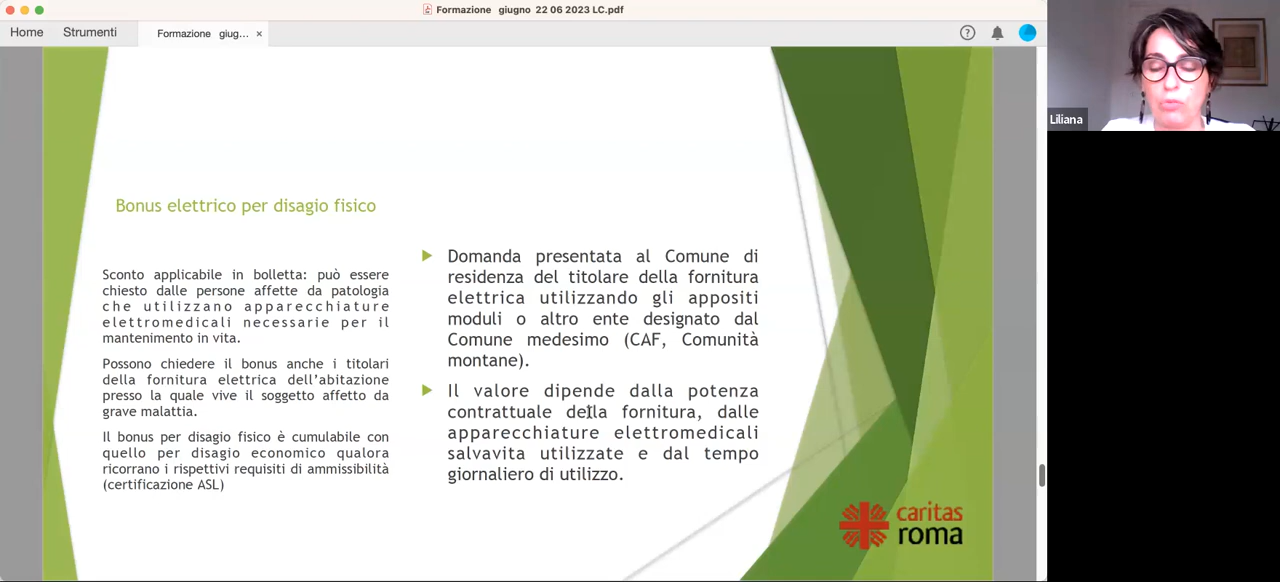 Formazione giugno 22 06 2023 LC.pdf
Home
Strumenti
Formazione giug... ×
Liliana
Bonus elettrico per disagio fisico
Sconto applicabile in bolletta: può essere
chiesto dalle persone affette da patologia
che utilizzano apparecchiature
elettromedicali necessarie per il
mantenimento in vita.
Possono chiedere il bonus anche i titolari
della fornitura elettrica dell'abitazione
presso la quale vive il soggetto affetto da
grave malattia.
Il bonus per disagio fisico è cumulabile con
quello per disagio economico qualora
ricorrano i rispettivi requisiti di ammissibilità
(certificazione ASL)
Domanda presentata al Comune di
residenza del titolare della fornitura
elettrica utilizzando gli appositi
moduli o altro ente designato dal
Comune medesimo (CAF, Comunità
montane).
Il valore dipende dalla potenza
contrattuale della fornitura, dalle
apparecchiature elettromedicali
salvavita utilizzate e dal tempo
giornaliero di utilizzo.
caritas
roma